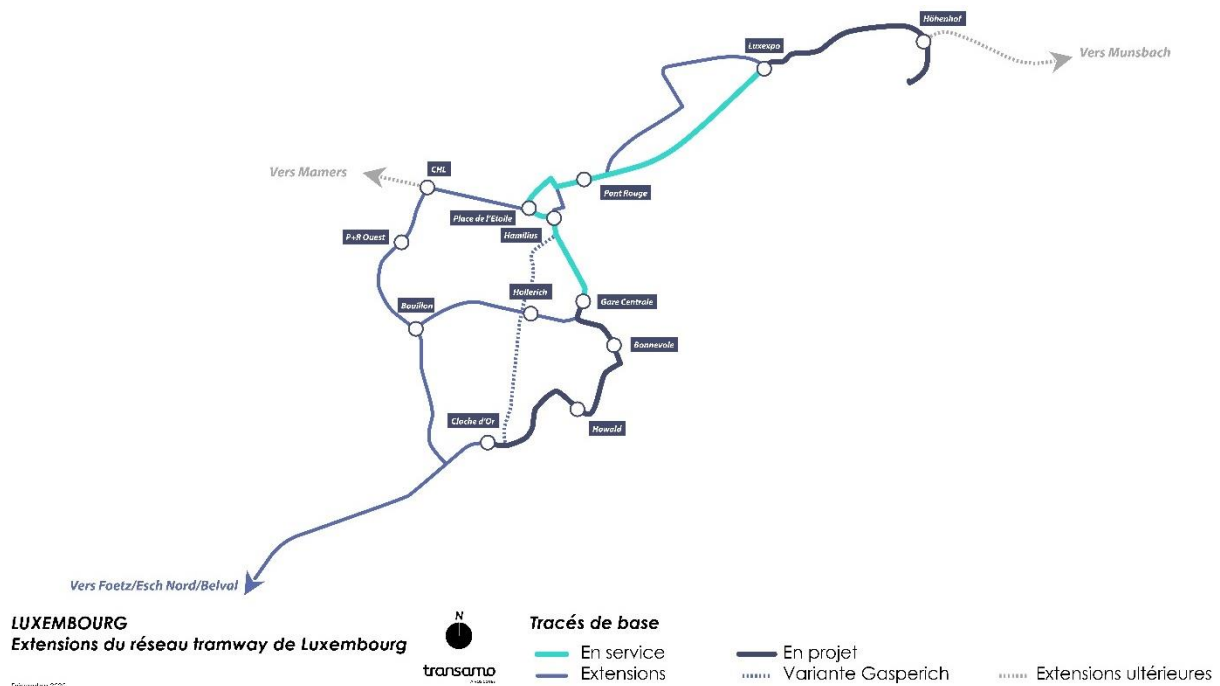 Höhenhof
Luxexpo
Vers Munsbach
CHL
Vers Mamers
Pont Rouge
Place de l'Etoile
Hamilius
P+R Ouest
Hollerich
Gare Centrale
Bouillon
Bonnevoie
Cloche d'Or
Howald
Vers Foetz/Esch Nord/Belval
LUXEMBOURG
Extensions du réseau tramway de Luxembourg
N
transamo
Tracés de base
En service
En projet
Extensions
Variante Gasperich
Extensions ultérieures